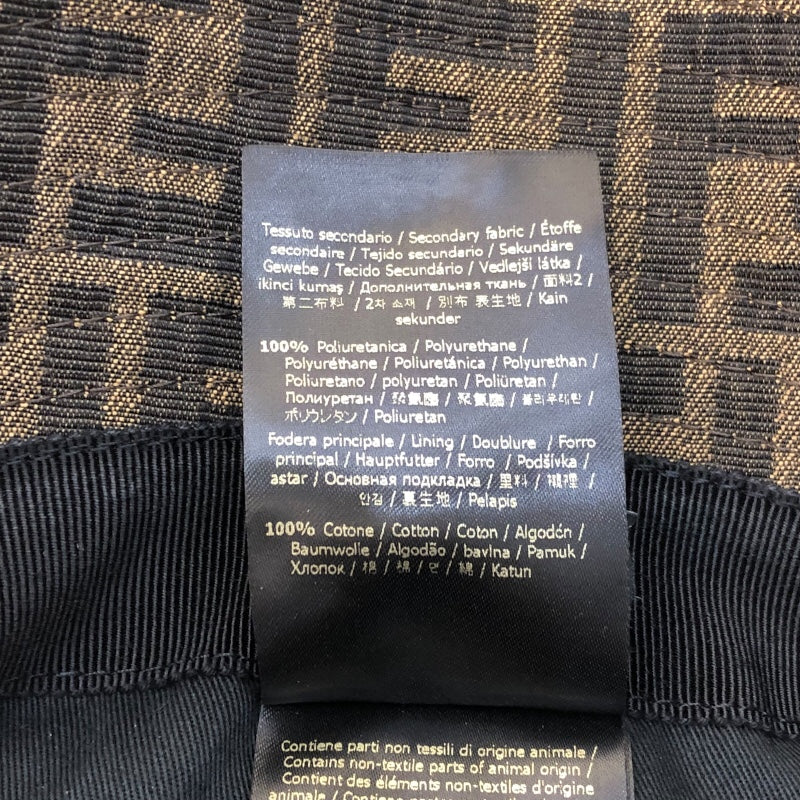 Tessuto secondario / Secondary fabric / Étoffe
secondaire / Tejido secundario / Sekundäre
Gewebe / Tecido Secundário / Vedlejší látka /
ikinci kumaş / Дополнительная ткань / 面料2 /
第二布料 / 2차 소재 / 別布 表生地 / Kain
sekunder
100% Poliuretanica / Polyurethane /
Polyuréthane / Poliuretánica / Polyurethan /
Poliuretano / polyuretan / Poliüretan /
Полиуретан / 聚氨酯 / 聚氨酯 / 폴리우레탄 /
ポリウレタン / Poliuretan
Fodera principale / Lining / Doublure / Forro
principal / Hauptfutter / Forro / Podšívka /
astar / Основная подкладка / 里料 / 襯裡 /
안감 / 裏生地 / Pelapis
100% Cotone / Cotton / Coton / Algodón /
Baumwolle / Algodão / bavlna / Pamuk /
Хлопок / 棉 / 棉 / 면 / 綿 / Katun
Contiene parti non tessili di origine animale /
Contains non-textile parts of animal origin /
Contient des éléments non-textiles d'origine
animale / Contiene